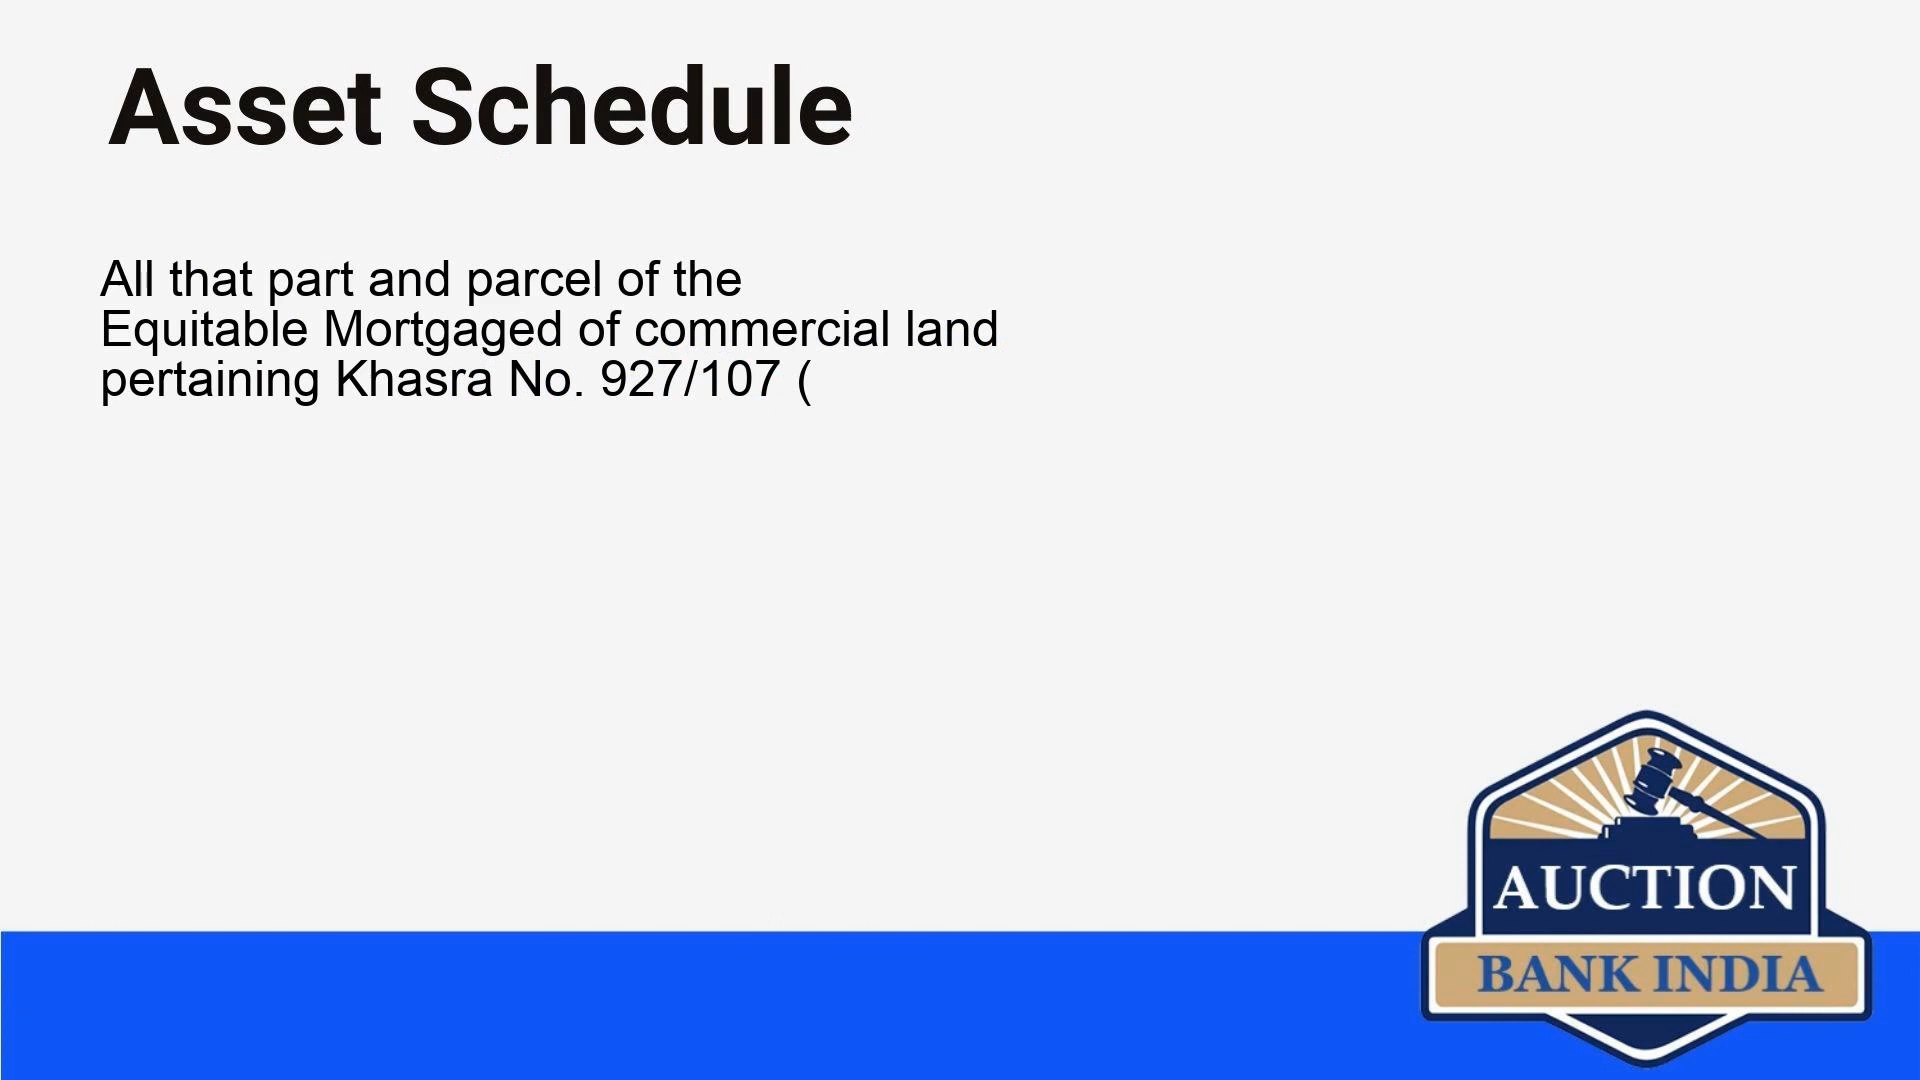 Asset Schedule
All that part and parcel of the
Equitable Mortgaged of commercial land
pertaining Khasra No. 927/107 (
AUCTION
BANK INDIA